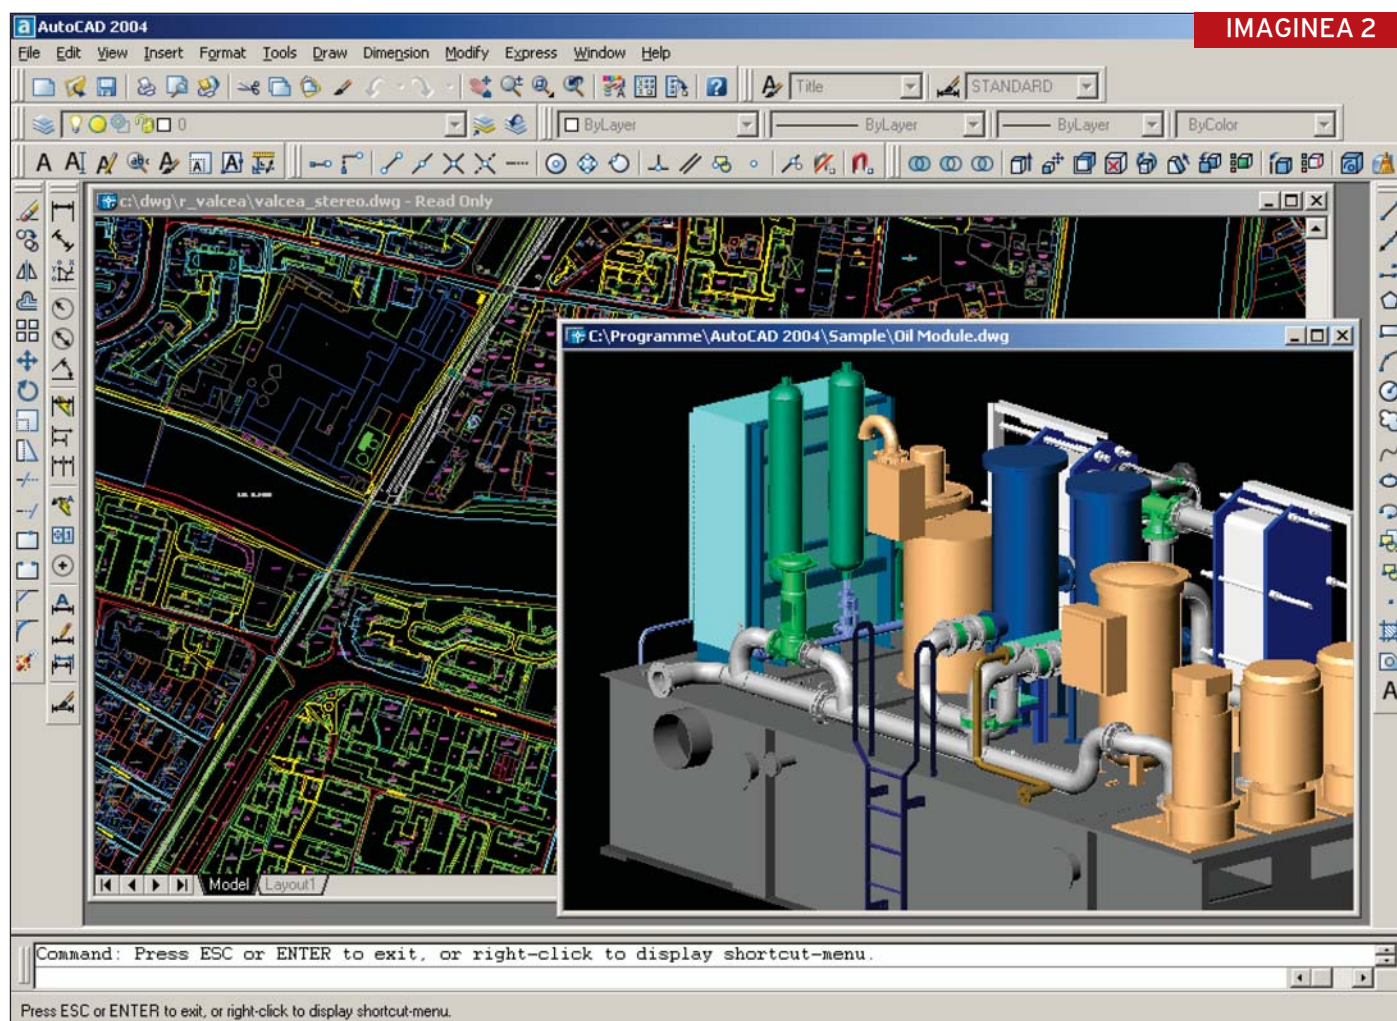 AutoCAD 2004
IMAGINEA 2
File Edit View Insert Format Tools Draw Dimension Modify Express Window Help
Title
STANDARD
0
ByLayer
ByLayer
ByLayer
ByColor
c:\dwg\r_valcea\valcea_stereo.dwg - Read Only
C:\Programme\AutoCAD 2004\Sample\Oil Module.dwg
Model
Layout1
Command: Press ESC or ENTER to exit, or right-click to display shortcut-menu.
Press ESC or ENTER to exit, or right-click to display shortcut-menu.